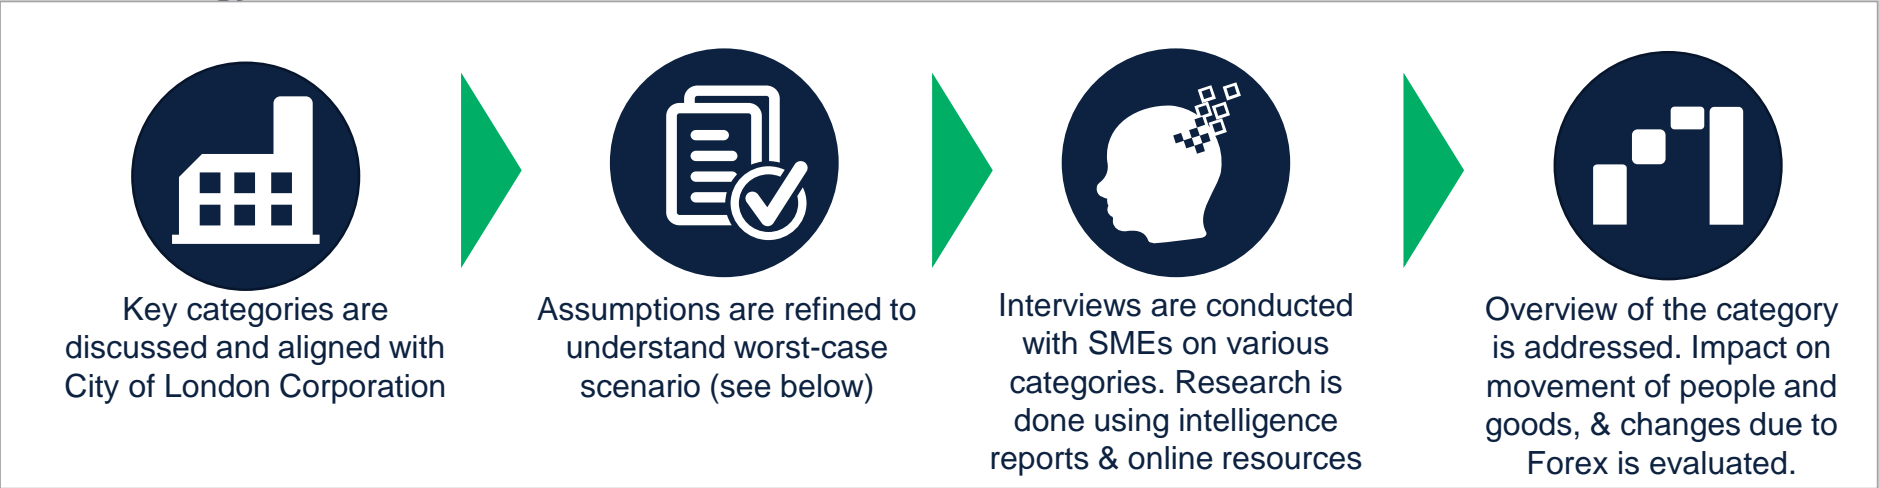 Key categories are
discussed and aligned with
City of London Corporation
Assumptions are refined to
understand worst-case
scenario (see below)
Interviews are conducted
with SMEs on various
categories. Research is
done using intelligence
reports & online resources
Overview of the category
is addressed. Impact on
movement of people and
goods, & changes due to
Forex is evaluated.